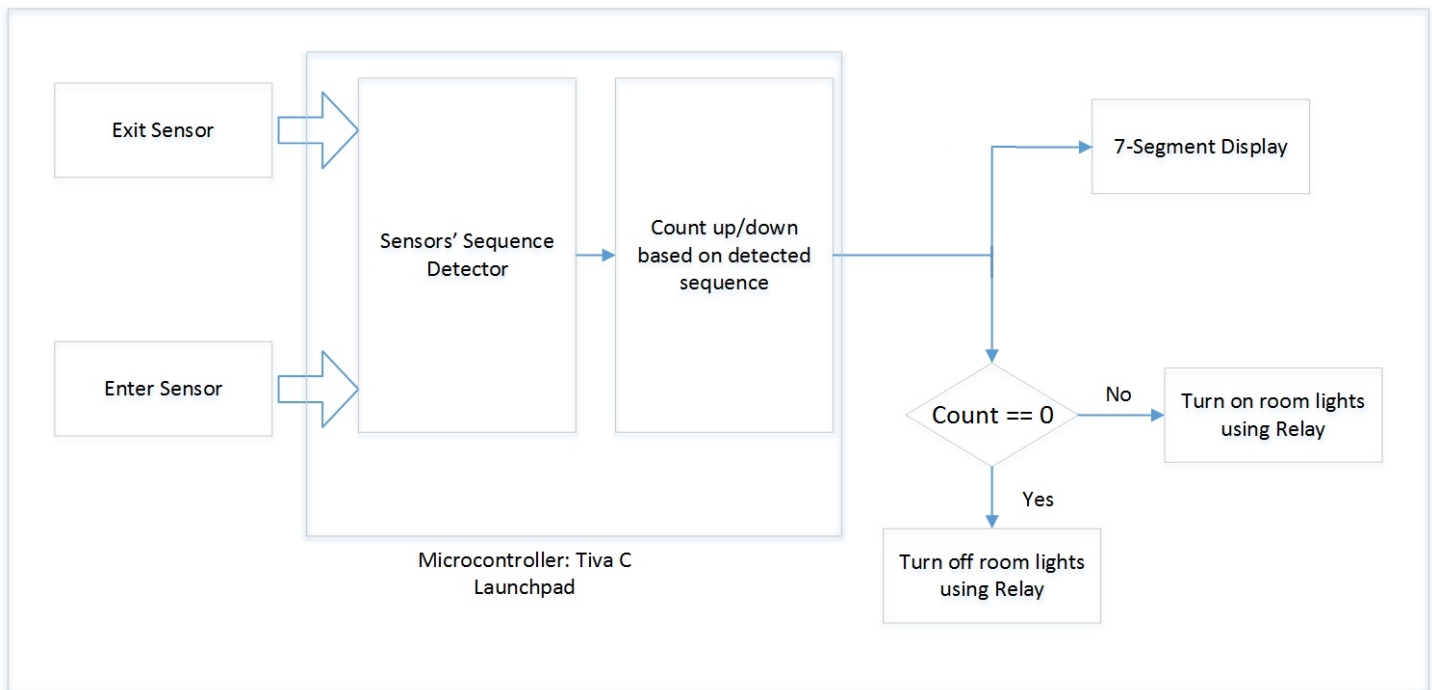 Exit Sensor
Enter Sensor
Sensors’ Sequence
Detector
Count up/down
based on detected
sequence
Microcontroller: Tiva C
Launchpad
7-Segment Display
Count == 0
No
Turn on room lights
using Relay
Yes
Turn off room lights
using Relay